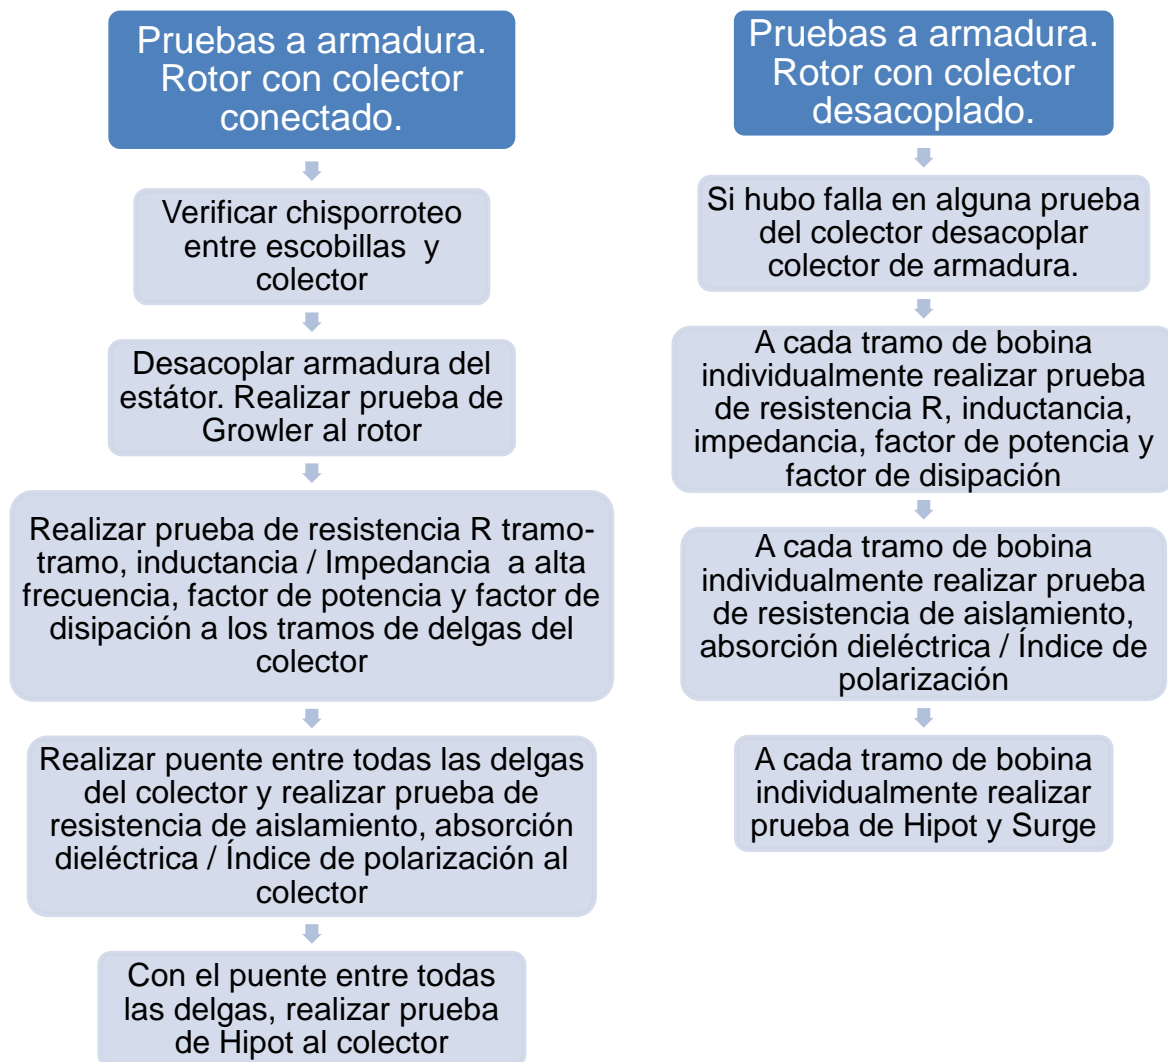 Pruebas a armadura.
Rotor con colector
conectado.
Verificar chisporroteo
entre escobillas y
colector
Desacoplar armadura del
estátor. Realizar prueba de
Growler al rotor
Realizar prueba de resistencia R tramo-
tramo, inductancia / Impedancia a alta
frecuencia, factor de potencia y factor de
disipación a los tramos de delgas del
colector
Realizar puente entre todas las delgas
del colector y realizar prueba de
resistencia de aislamiento, absorción
dieléctrica / Índice de polarización al
colector
Con el puente entre todas
las delgas, realizar prueba
de Hipot al colector
Pruebas a armadura.
Rotor con colector
desacoplado.
Si hubo falla en alguna prueba
del colector desacoplar
colector de armadura.
A cada tramo de bobina
individualmente realizar prueba
de resistencia R, inductancia,
impedancia, factor de potencia y
factor de disipación
A cada tramo de bobina
individualmente realizar prueba
de resistencia de aislamiento,
absorción dieléctrica / Índice de
polarización
A cada tramo de bobina
individualmente realizar
prueba de Hipot y Surge